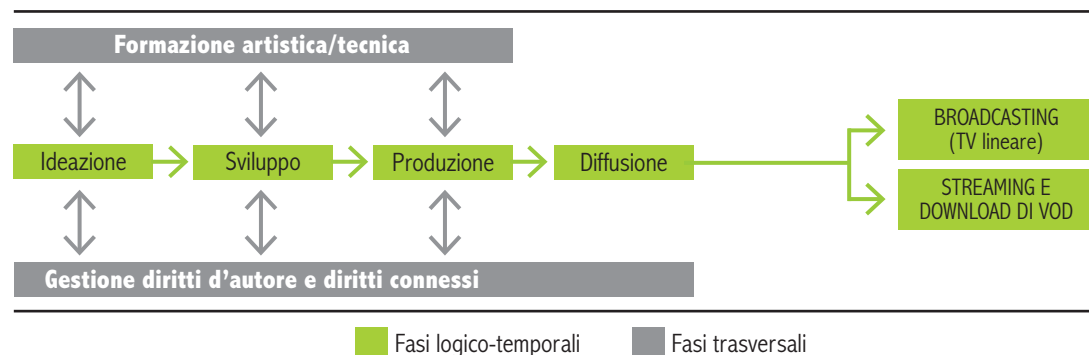 Formazione artistica/tecnica
Ideazione
Sviluppo
Produzione
Diffusione
BROADCASTING
(TV lineare)
STREAMING E
DOWNLOAD DI VOD
Gestione diritti d'autore e diritti connessi
Fasi logico-temporali
Fasi trasversali